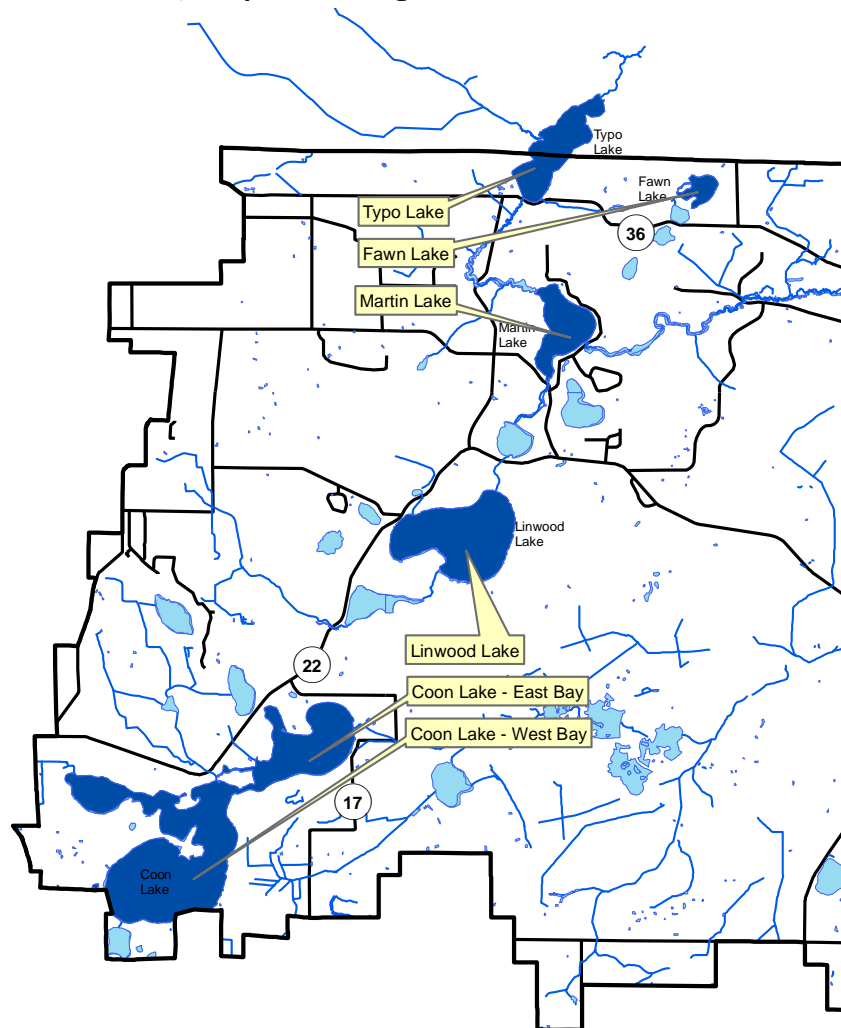 Typo
Lake
Fawn
Lake
Typo Lake
36
Fawn Lake
Martin Lake
Martin
Lake
Linwood
Lake
Linwood Lake
22
Coon Lake - East Bay
Coon Lake - West Bay
17
Coon
Lake